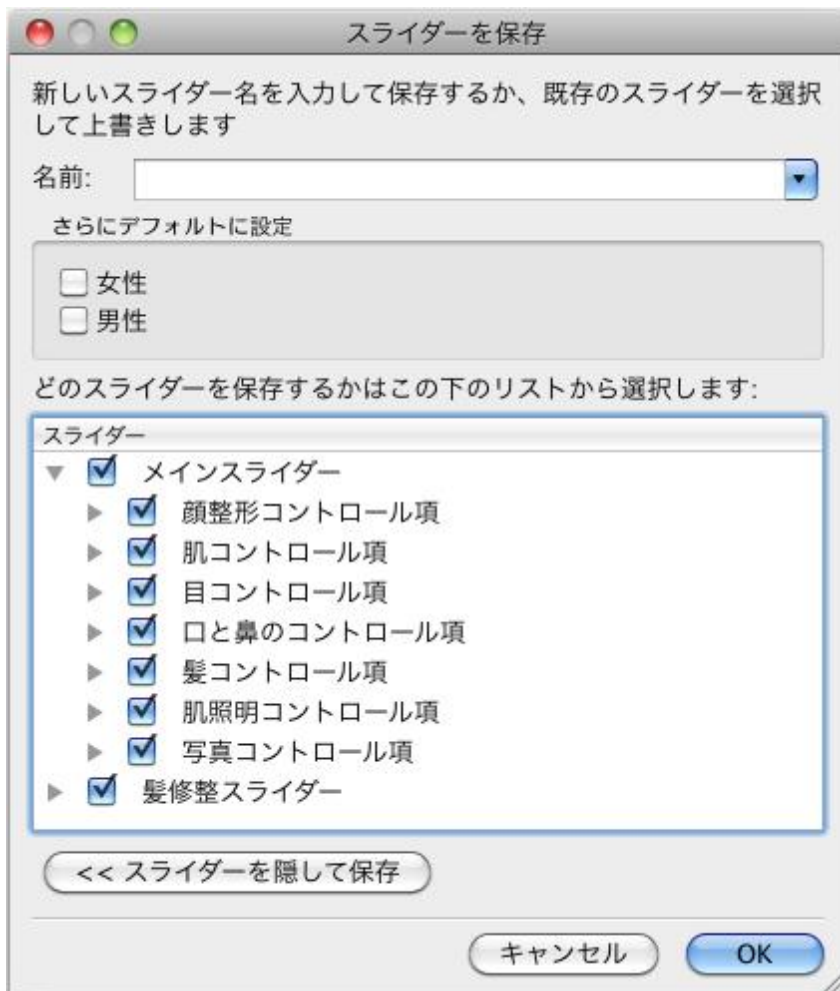 スライダーを保存
新しいスライダー名を入力して保存するか、既存のスライダーを選択
して上書きします
名前:
さらにデフォルトに設定
女性
男性
どのスライダーを保存するかはこの下のリストから選択します:
スライダー
メインスライダー
顔整形コントロール項
肌コントロール項
目コントロール項
口と鼻のコントロール項
髪コントロール項
肌照明コントロール項
写真コントロール項
髪修整スライダー
<< スライダーを隠して保存
キャンセル OK